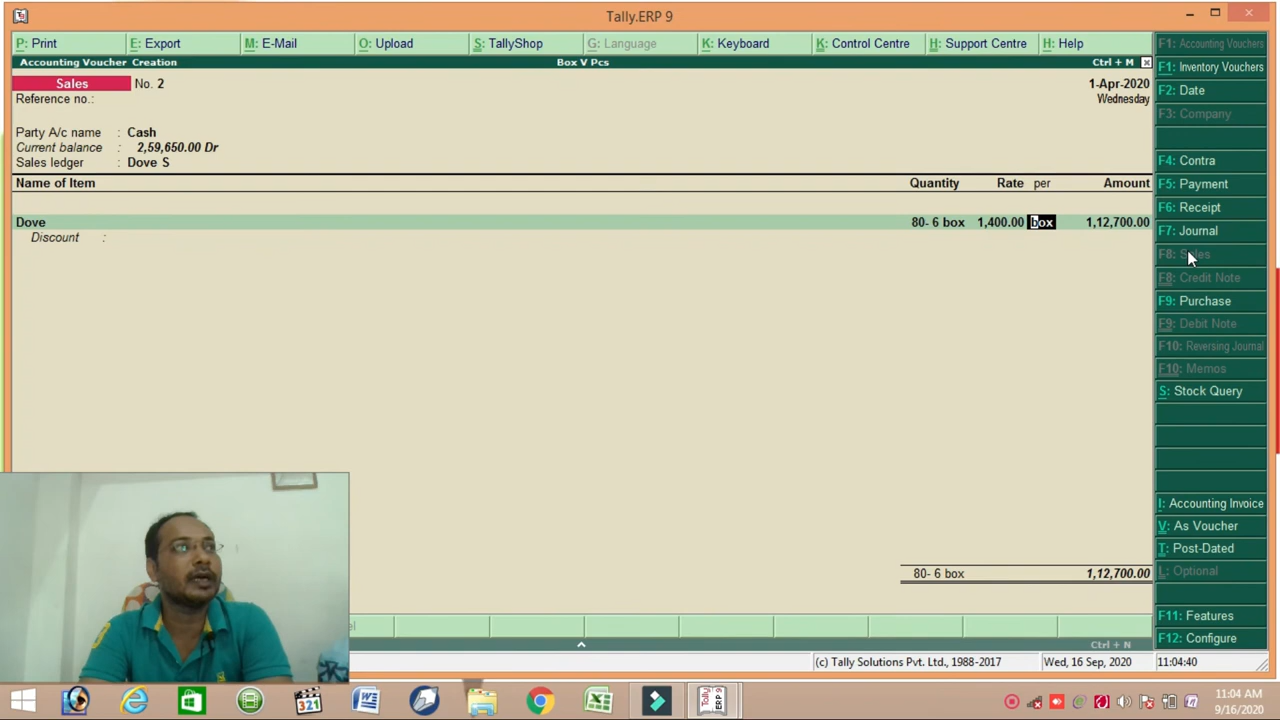 Tally.ERP 9
P: Print
E: Export
M: E-Mail
O: Upload
S: TallyShop
G: Language
K: Keyboard
K: Control Centre
H: Support Centre
H: Help
Accounting Voucher Creation
Box V Pcs
Ctrl + M
Sales No. 2
1-Apr-2020
Reference no.:
Wednesday
Party A/c name : Cash
Current balance : 2,59,650.00 Dr
Sales ledger : Dove S
Name of Item Quantity Rate per Amount
Dove 80- 6 box 1,400.00 box 1,12,700.00
Discount :
80- 6 box 1,12,700.00
F1: Accounting Vouchers
F1: Inventory Vouchers
F2: Date
F3: Company
F4: Contra
F5: Payment
F6: Receipt
F7: Journal
F8: Sales
F8: Credit Note
F9: Purchase
F9: Debit Note
F10: Reversing Journal
F10: Memos
S: Stock Query
I: Accounting Invoice
V: As Voucher
T: Post-Dated
L: Optional
F11: Features
F12: Configure
Ctrl + N
(c) Tally Solutions Pvt. Ltd., 1988-2017
Wed, 16 Sep, 2020
11:04:40
321
Tally ERP 9
11:04 AM
9/16/2020